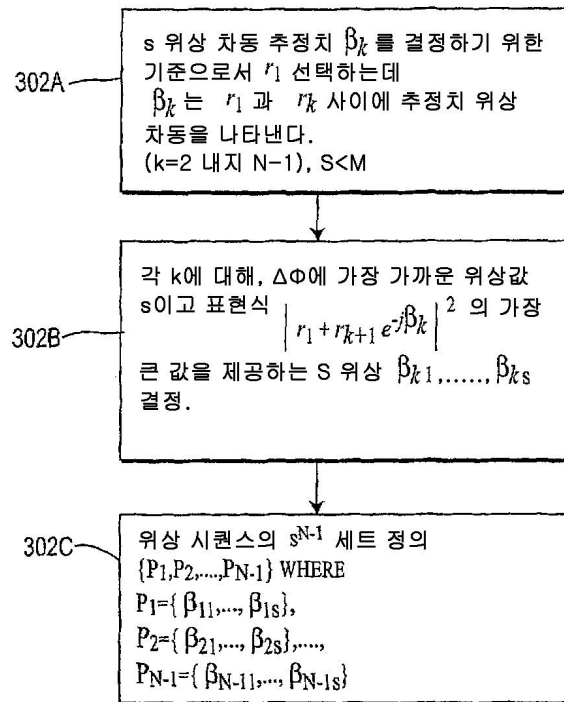 302A
s 위상 차동 추정치 βk 를 결정하기 위한
기준으로서 r1 선택하는데
βk 는 r1 과 rk 사이에 추정치 위상
차동을 나타낸다.
(k=2 내지 N-1), S<M
302B
각 k에 대해, ΔΦ에 가장 가까운 위상값
s이고 표현식 | r1 + rk+1 e^-jβk |^2 의 가장
큰 값을 제공하는 S 위상 βk1,.....,βks
결정.
302C
위상 시퀀스의 s^N-1 세트 정의
{P1,P2,...,PN-1} WHERE
P1={ β11,..., β1s},
P2={ β21,..., β2s},....,
PN-1={ βN-11,..., βN-1s}